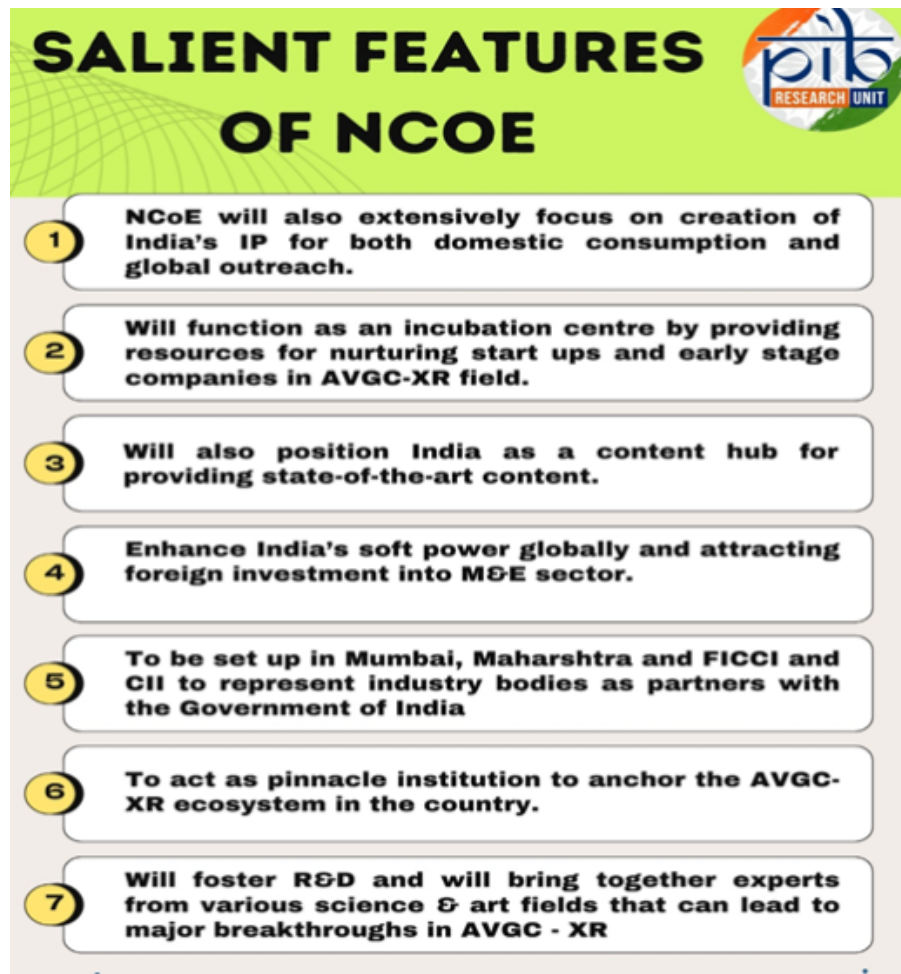 SALIENT FEATURES
OF NCOE
pib
RESEARCH UNIT
1
NCoE will also extensively focus on creation of
India's IP for both domestic consumption and
global outreach.
2
Will function as an incubation centre by providing
resources for nurturing start ups and early stage
companies in AVGC-XR field.
3
Will also position India as a content hub for
providing state-of-the-art content.
4
Enhance India's soft power globally and attracting
foreign investment into M&E sector.
5
To be set up in Mumbai, Maharshtra and FICCI and
CII to represent industry bodies as partners with
the Government of India
6
To act as pinnacle institution to anchor the AVGC-
XR ecosystem in the country.
7
Will foster R&D and will bring together experts
from various science & art fields that can lead to
major breakthroughs in AVGC - XR